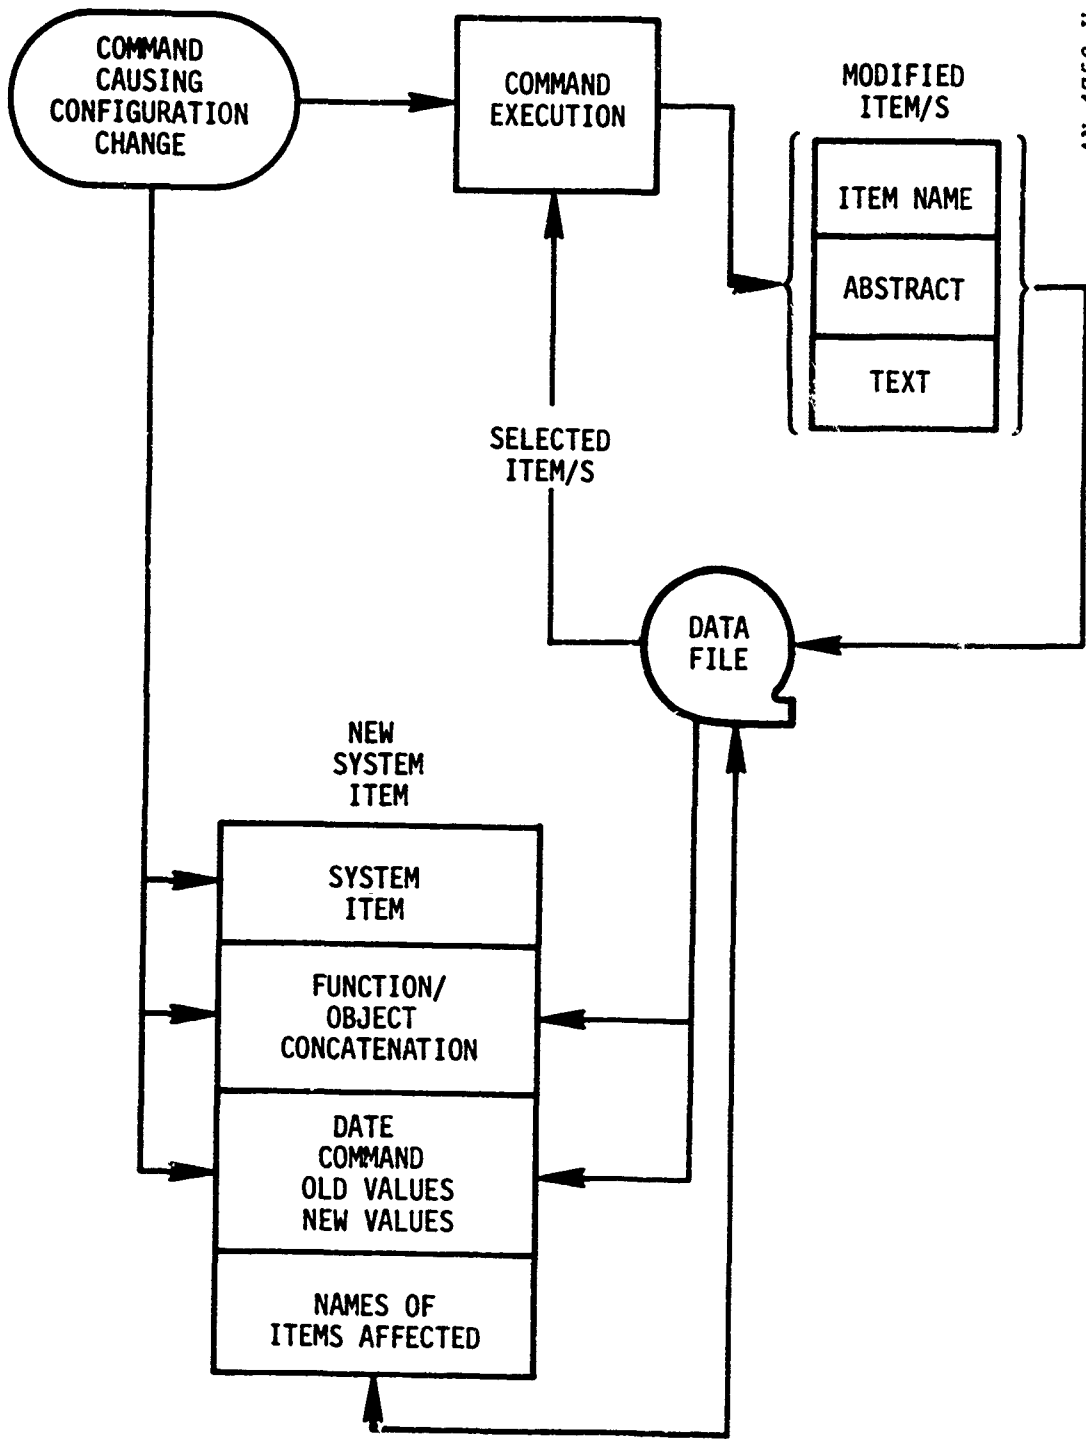 COMMAND
CAUSING
CONFIGURATION
CHANGE
COMMAND
EXECUTION
MODIFIED
ITEM/S
ITEM NAME
ABSTRACT
TEXT
SELECTED
ITEM/S
DATA
FILE
NEW
SYSTEM
ITEM
SYSTEM
ITEM
FUNCTION/
OBJECT
CONCATENATION
DATE
COMMAND
OLD VALUES
NEW VALUES
NAMES OF
ITEMS AFFECTED